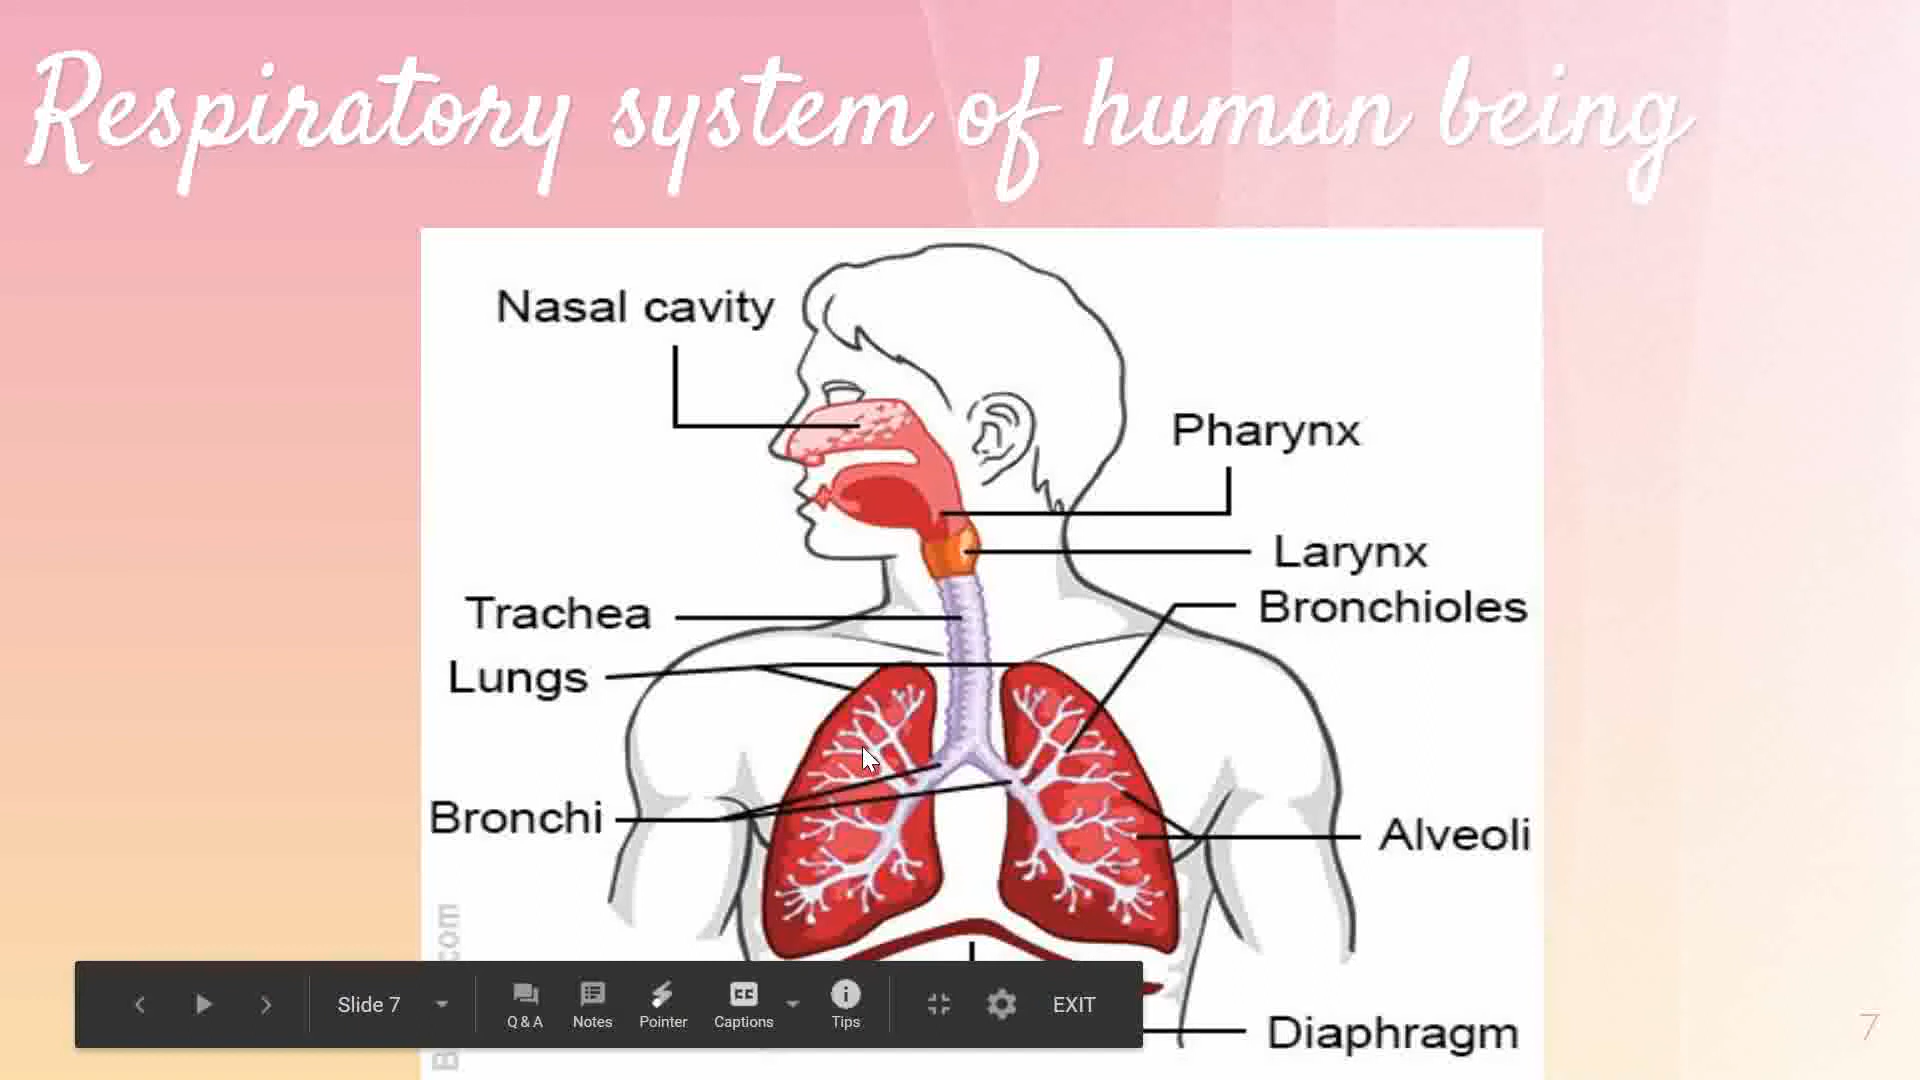 Respiratory system of human being
Nasal cavity
Pharynx
Larynx
Bronchioles
Trachea
Lungs
Bronchi
Alveoli
Diaphragm
Slide 7
Q & A
Notes
Pointer
CC
Captions
Tips
EXIT
7